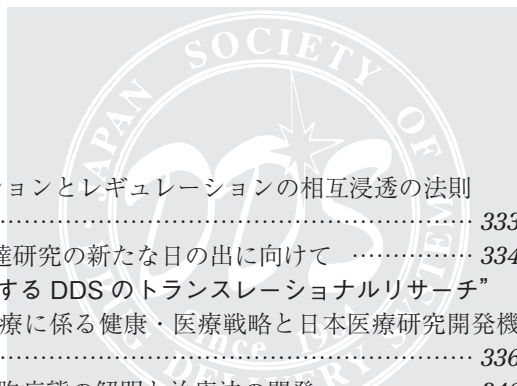 JAPAN SOCIETY OF
DDS
ションとレギュレーションの相互浸透の法則
…………………………………………………… 333
達研究の新たな日の出に向けて …………… 334
する DDS のトランスレーショナルリサーチ”
療に係る健康・医療戦略と日本医療研究開発機
…………………………………………………… 336